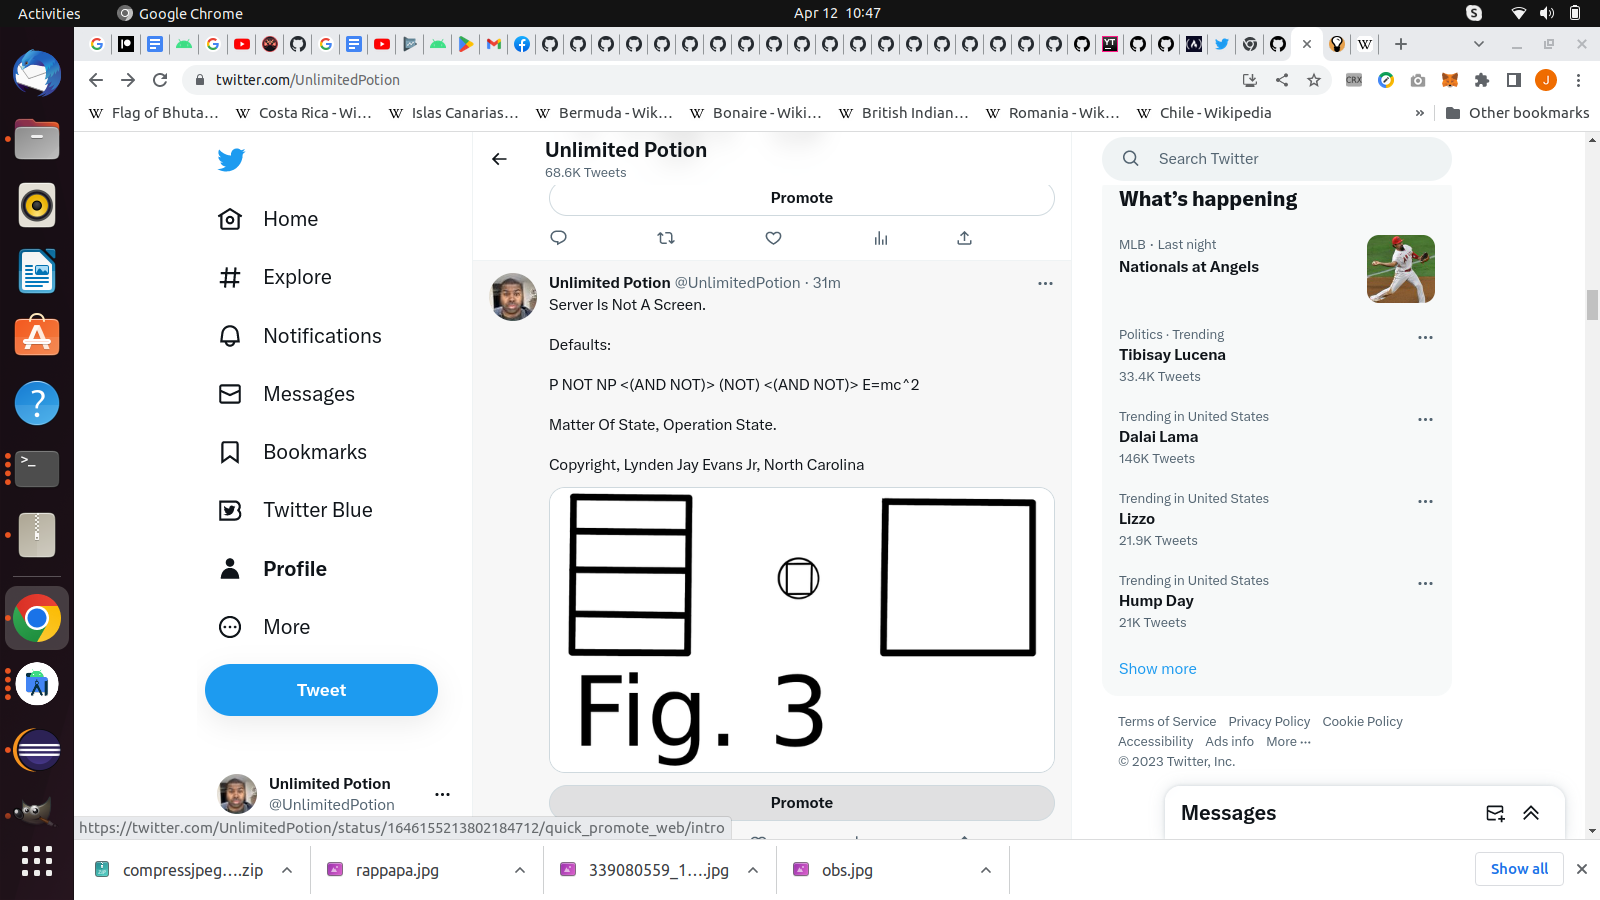 Activities
Google Chrome
Apr 12 10:47
twitter.com/UnlimitedPotion
Flag of Bhuta...
Costa Rica - Wi...
Islas Canarias...
Bermuda - Wik...
Bonaire - Wiki...
British Indian...
Romania - Wik...
Chile - Wikipedia
»
Other bookmarks
Home
Explore
Notifications
Messages
Bookmarks
Twitter Blue
Profile
More
Tweet
Unlimited Potion
@UnlimitedPotion
Unlimited Potion
68.6K Tweets
Promote
Unlimited Potion @UnlimitedPotion · 31m
Server Is Not A Screen.
Defaults:
P NOT NP <(AND NOT)> (NOT) <(AND NOT)> E=mc^2
Matter Of State, Operation State.
Copyright, Lynden Jay Evans Jr, North Carolina
Fig. 3
Promote
Search Twitter
What's happening
MLB · Last night
Nationals at Angels
Politics · Trending
Tibisay Lucena
33.4K Tweets
Trending in United States
Dalai Lama
146K Tweets
Trending in United States
Lizzo
21.9K Tweets
Trending in United States
Hump Day
21K Tweets
Show more
Terms of Service Privacy Policy Cookie Policy
Accessibility Ads info More ···
© 2023 Twitter, Inc.
Messages
https://twitter.com/UnlimitedPotion/status/1646155213802184712/quick_promote_web/intro
compressjpeg....zip
rappapa.jpg
339080559_1....jpg
obs.jpg
Show all